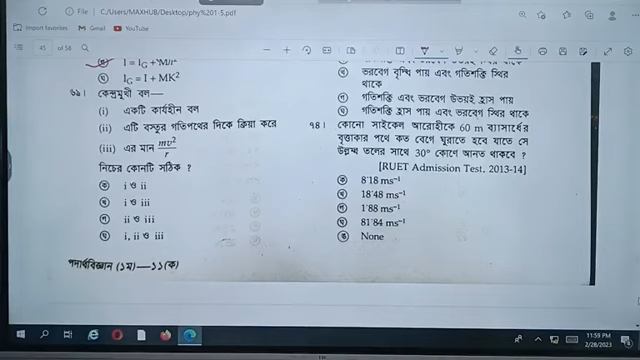 C:/Users/MAXHUB/Desktop/phy%201-5.pdf
Import favorites
Gmail
YouTube
45 of 58
I = I_G + Mr²
ঘ I_G = I + MK²
৬৯। কেন্দ্রমুখী বল—
(i) একটি কার্যহীন বল
(ii) এটি বস্তুর গতিপথের দিকে ক্রিয়া করে
(iii) এর মান mv²/r
নিচের কোনটি সঠিক ?
ক i ও ii
খ i ও iii
গ ii ও iii
ঘ i, ii ও iii
পদার্থবিজ্ঞান (১ম)—১১(ক)
খ ভরবেগ বৃদ্ধি পায় এবং গতিশক্তি স্থির
থাকে
গ গতিশক্তি এবং ভরবেগ উভয়ই হ্রাস পায়
ঘ গতিশক্তি হ্রাস পায় এবং ভরবেগ স্থির থাকে
৭৪। কোনো সাইকেল আরোহীকে 60 m ব্যাসার্ধের
বৃত্তাকার পথে কত বেগে ঘুরাতে হবে যাতে সে
উল্লম্ব তলের সাথে 30° কোণে আনত থাকবে ?
[RUET Admission Test, 2013-14]
ক 8·18 ms⁻¹
খ 18·48 ms⁻¹
গ 1·88 ms⁻¹
ঘ 81·84 ms⁻¹
ঙ None
11:59 PM
2/28/2023